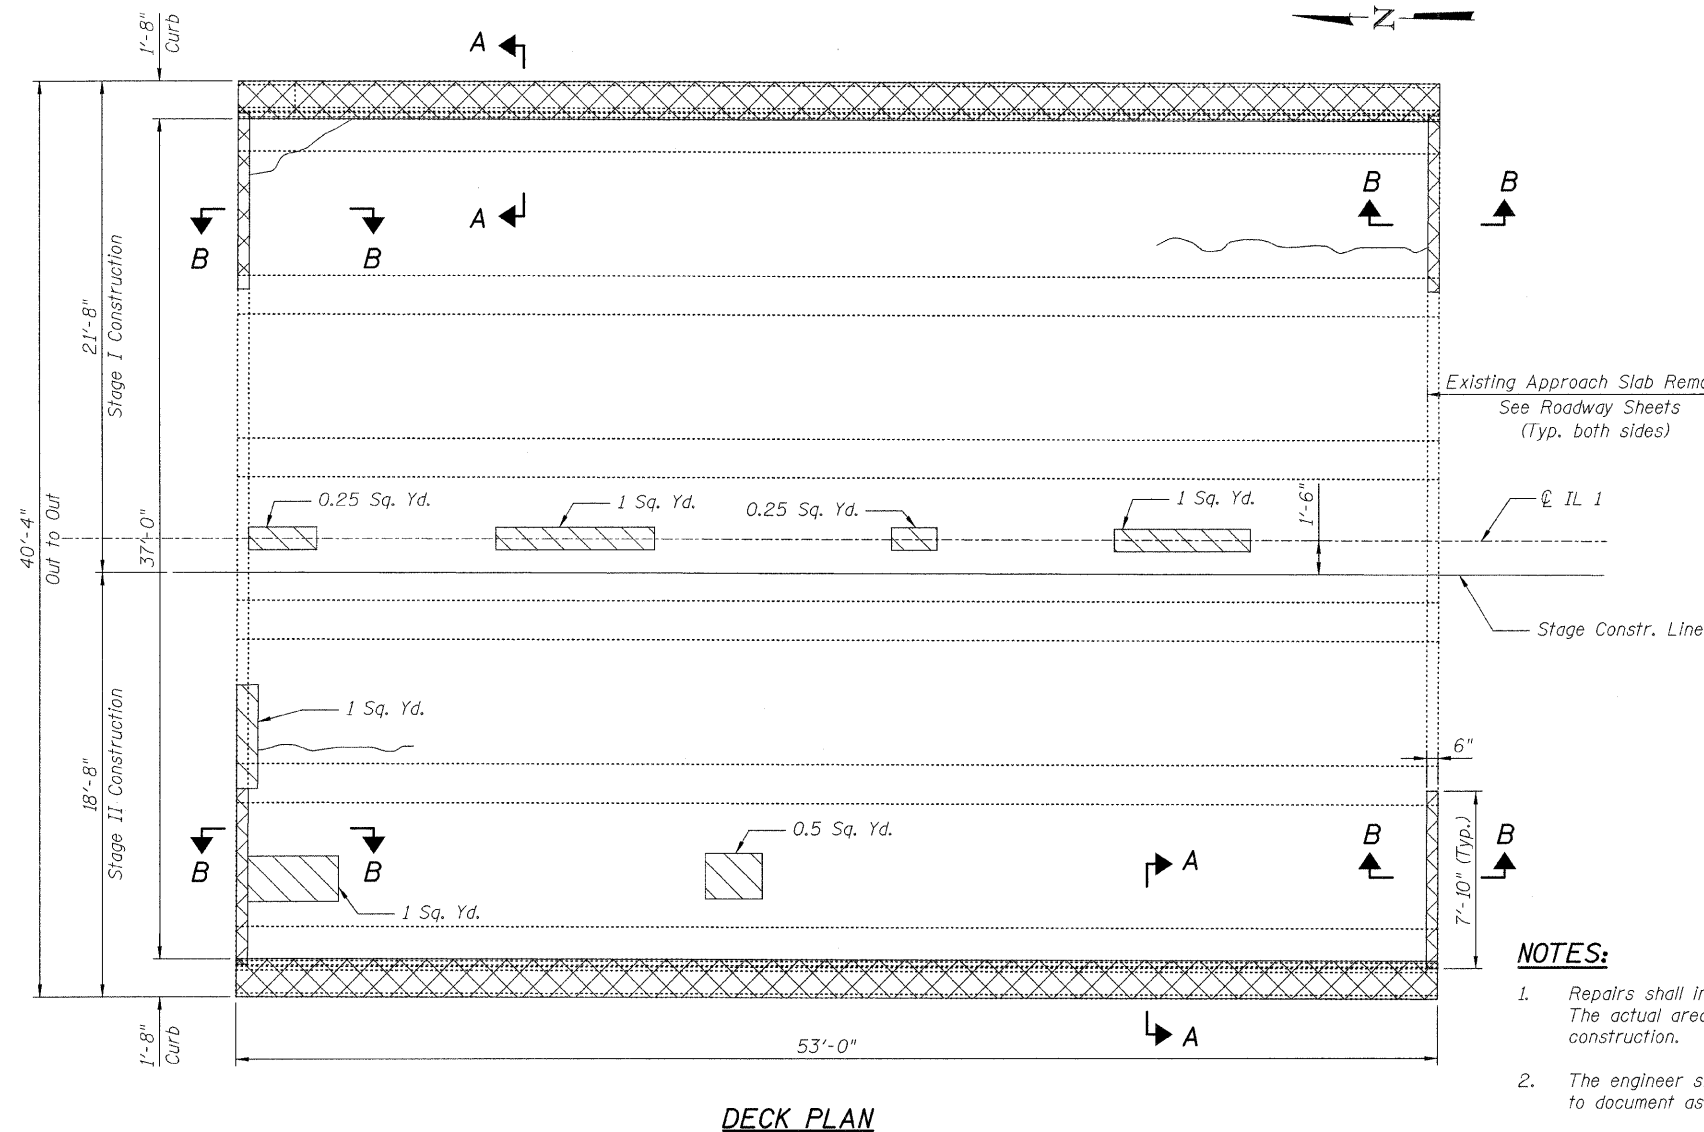 1'-8"
Curb
A
N
40'-4"
Out to Out
21'-8"
Stage I Construction
37'-0"
A
B
B
B
B
Existing Approach Slab
See Roadway Sheets
(Typ. both sides)
0.25 Sq. Yd.
1 Sq. Yd.
0.25 Sq. Yd.
1 Sq. Yd.
1'-6"
℄ IL 1
Stage Constr. Line
18'-8"
Stage II Construction
1 Sq. Yd.
6"
0.5 Sq. Yd.
B
B
A
B
B
7'-10" (Typ.)
1 Sq. Yd.
1'-8"
Curb
A
53'-0"
DECK PLAN
NOTES:
1. Repairs shall
The actual
construction.
2. The engineer
to document